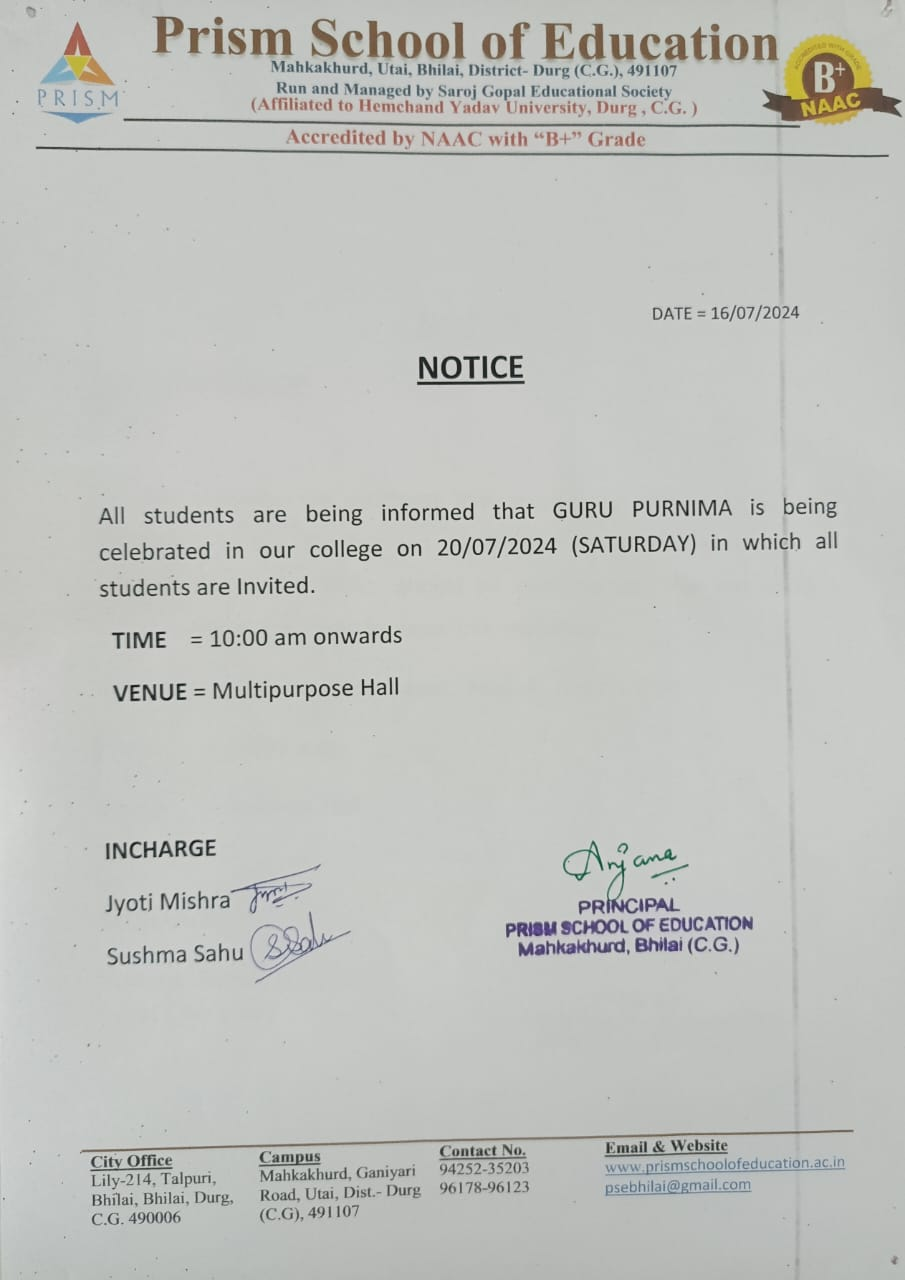 PRISM
Prism School of Education
Mahkakhurd, Utai, Bhilai, District- Durg (C.G.), 491107
Run and Managed by Saroj Gopal Educational Society
(Affiliated to Hemchand Yadav University, Durg , C.G. )
Accredited by NAAC with “B+” Grade
ACCREDITED WITH GRADE
B+
NAAC
DATE = 16/07/2024
NOTICE
All students are being informed that GURU PURNIMA is being
celebrated in our college on 20/07/2024 (SATURDAY) in which all
students are Invited.
TIME = 10:00 am onwards
VENUE = Multipurpose Hall
INCHARGE
Jyoti Mishra
Sushma Sahu SSahu
Anjana
PRINCIPAL
PRISM SCHOOL OF EDUCATION
Mahkakhurd, Bhilai (C.G.)
City Office
Lily-214, Talpuri,
Bhilai, Bhilai, Durg,
C.G. 490006
Campus
Mahkakhurd, Ganiyari
Road, Utai, Dist.- Durg
(C.G), 491107
Contact No.
94252-35203
96178-96123
Email & Website
www.prismschoolofeducation.ac.in
psebhilai@gmail.com